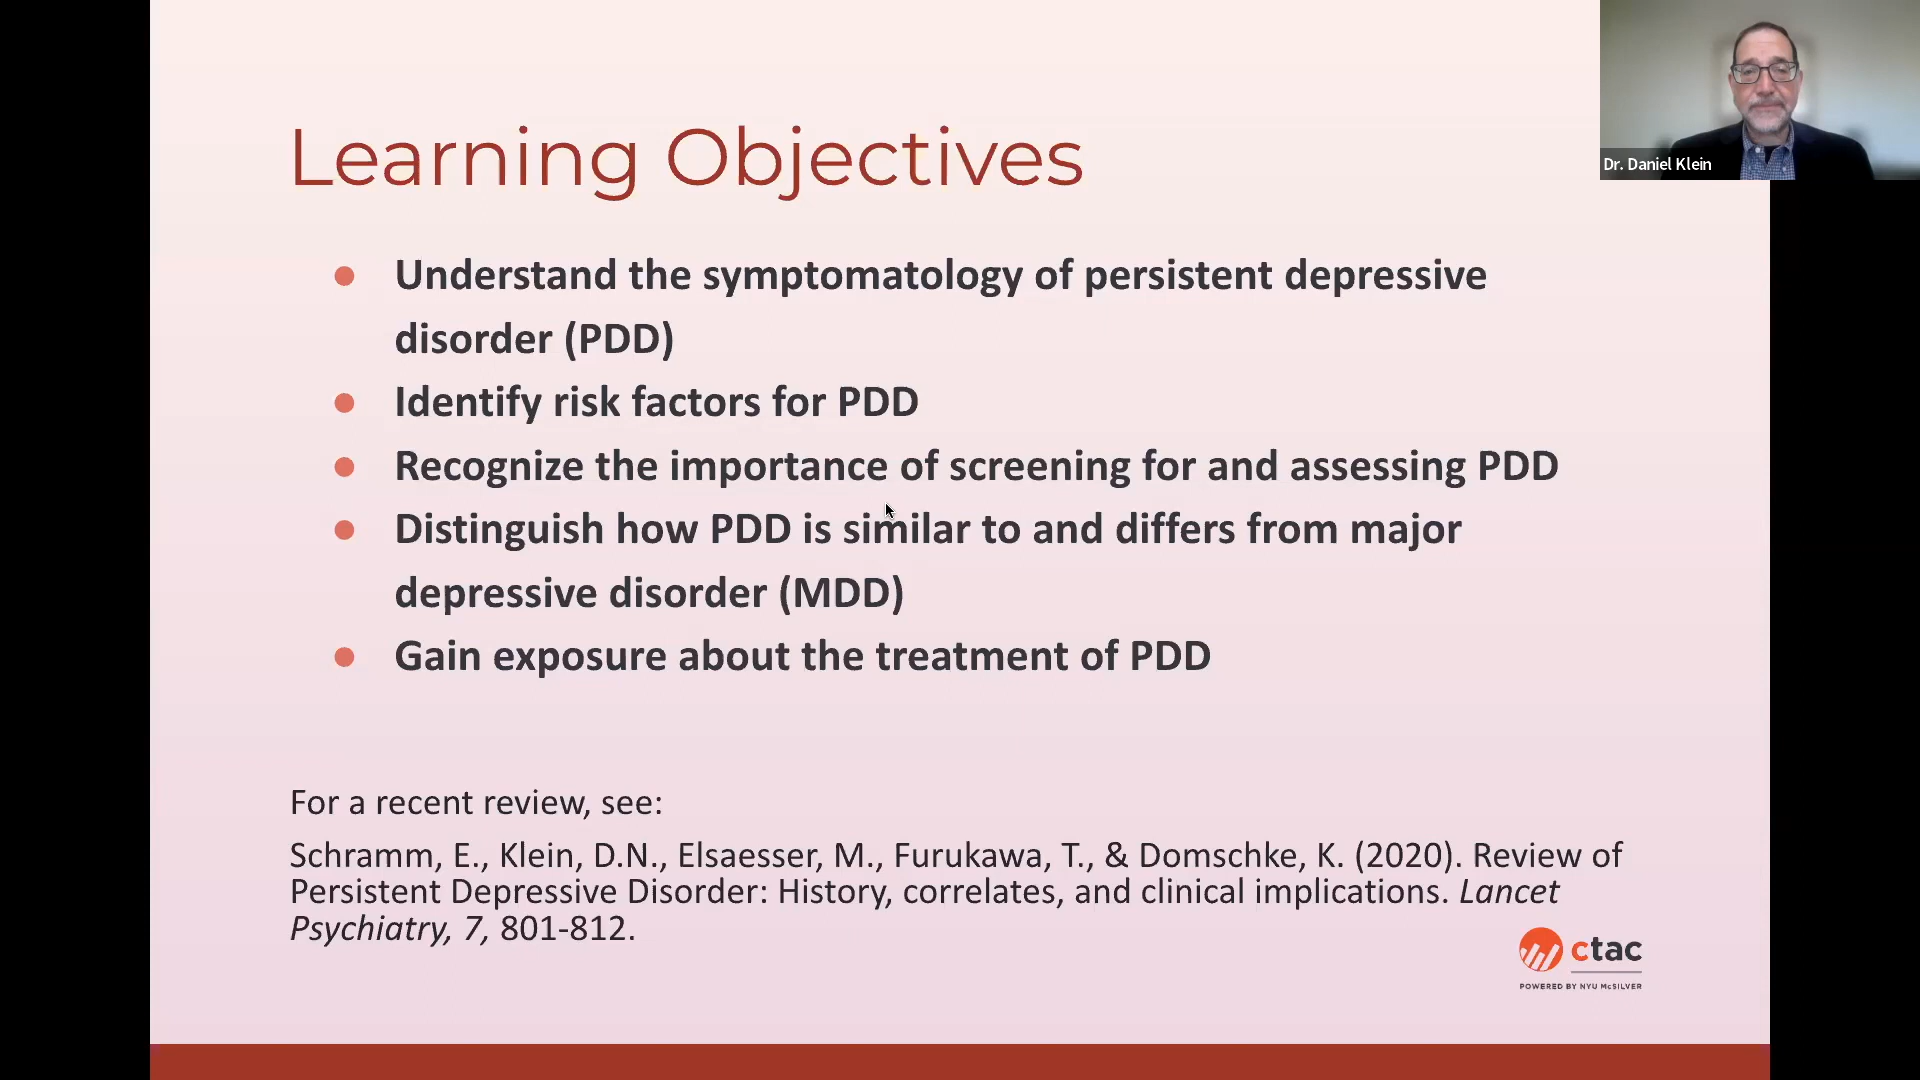 Learning Objectives
Dr. Daniel Klein
Understand the symptomatology of persistent depressive
disorder (PDD)
Identify risk factors for PDD
Recognize the importance of screening for and assessing PDD
Distinguish how PDD is similar to and differs from major
depressive disorder (MDD)
Gain exposure about the treatment of PDD
For a recent review, see:
Schramm, E., Klein, D.N., Elsaesser, M., Furukawa, T., & Domschke, K. (2020). Review of
Persistent Depressive Disorder: History, correlates, and clinical implications. Lancet
Psychiatry, 7, 801-812.
ctac
POWERED BY NYU McSILVER